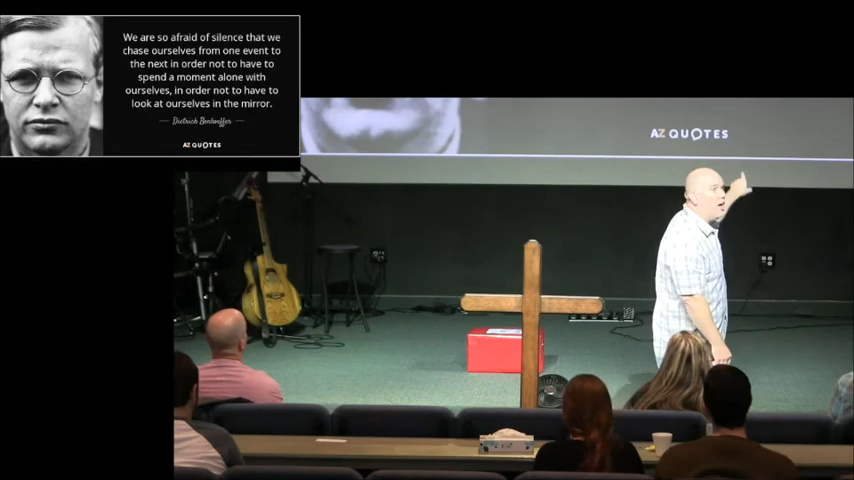 We are so afraid of silence that we
chase ourselves from one event to
the next in order not to have to
spend a moment alone with
ourselves, in order not to have to
look at ourselves in the mirror.
Dietrich Bonhoeffer
AZ QUOTES
AZ QUOTES